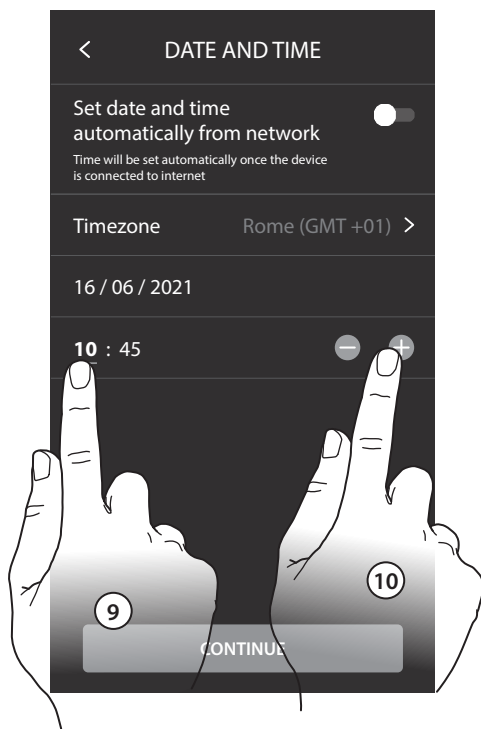 DATE AND TIME
Set date and time
automatically from network
Time will be set automatically once the device
is connected to internet
Timezone Rome (GMT +01)
16 / 06 / 2021
10 : 45
9
10
CONTINUE